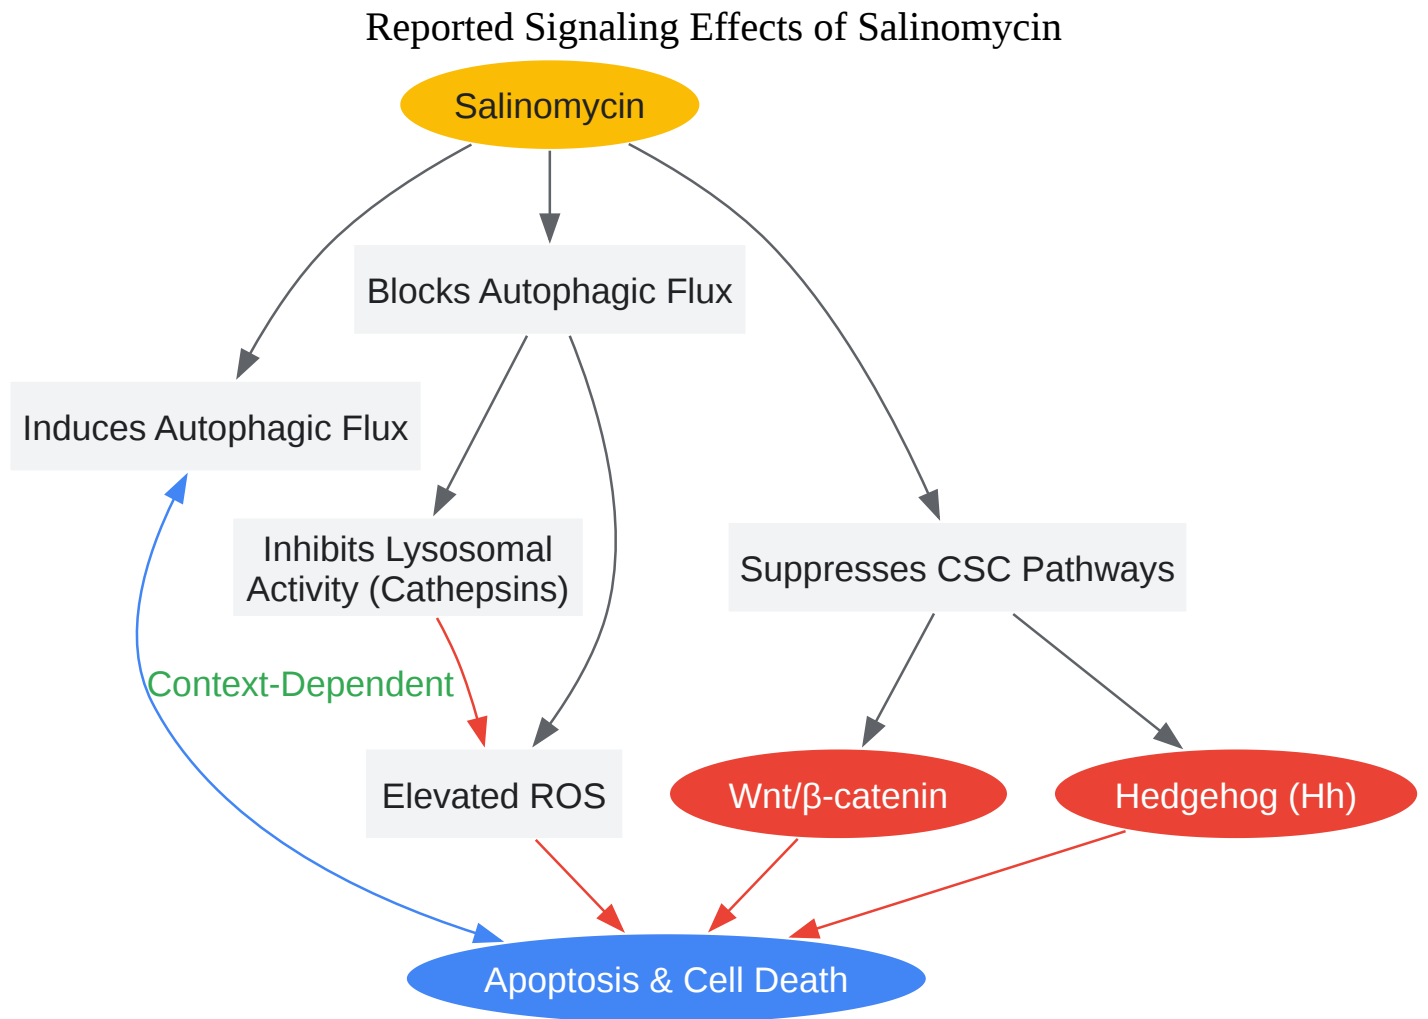 Reported Signaling Effects of Salinomycin
Salinomycin
Blocks Autophagic Flux
Induces Autophagic Flux
Inhibits Lysosomal
Activity (Cathepsins)
Suppresses CSC Pathways
Context-Dependent
Elevated ROS
Wnt/β-catenin
Hedgehog (Hh)
Apoptosis & Cell Death